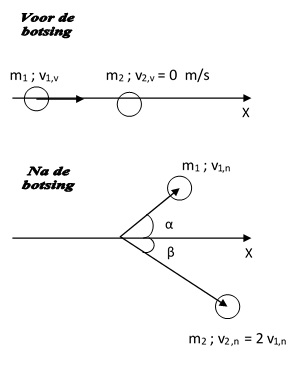 Voor de
botsing
m₁ ; v₁,ᵥ m₂ ; v₂,ᵥ = 0 m/s
X
Na de
botsing
m₁ ; v₁,ₙ
α
β
X
m₂ ; v₂,ₙ = 2 v₁,ₙ